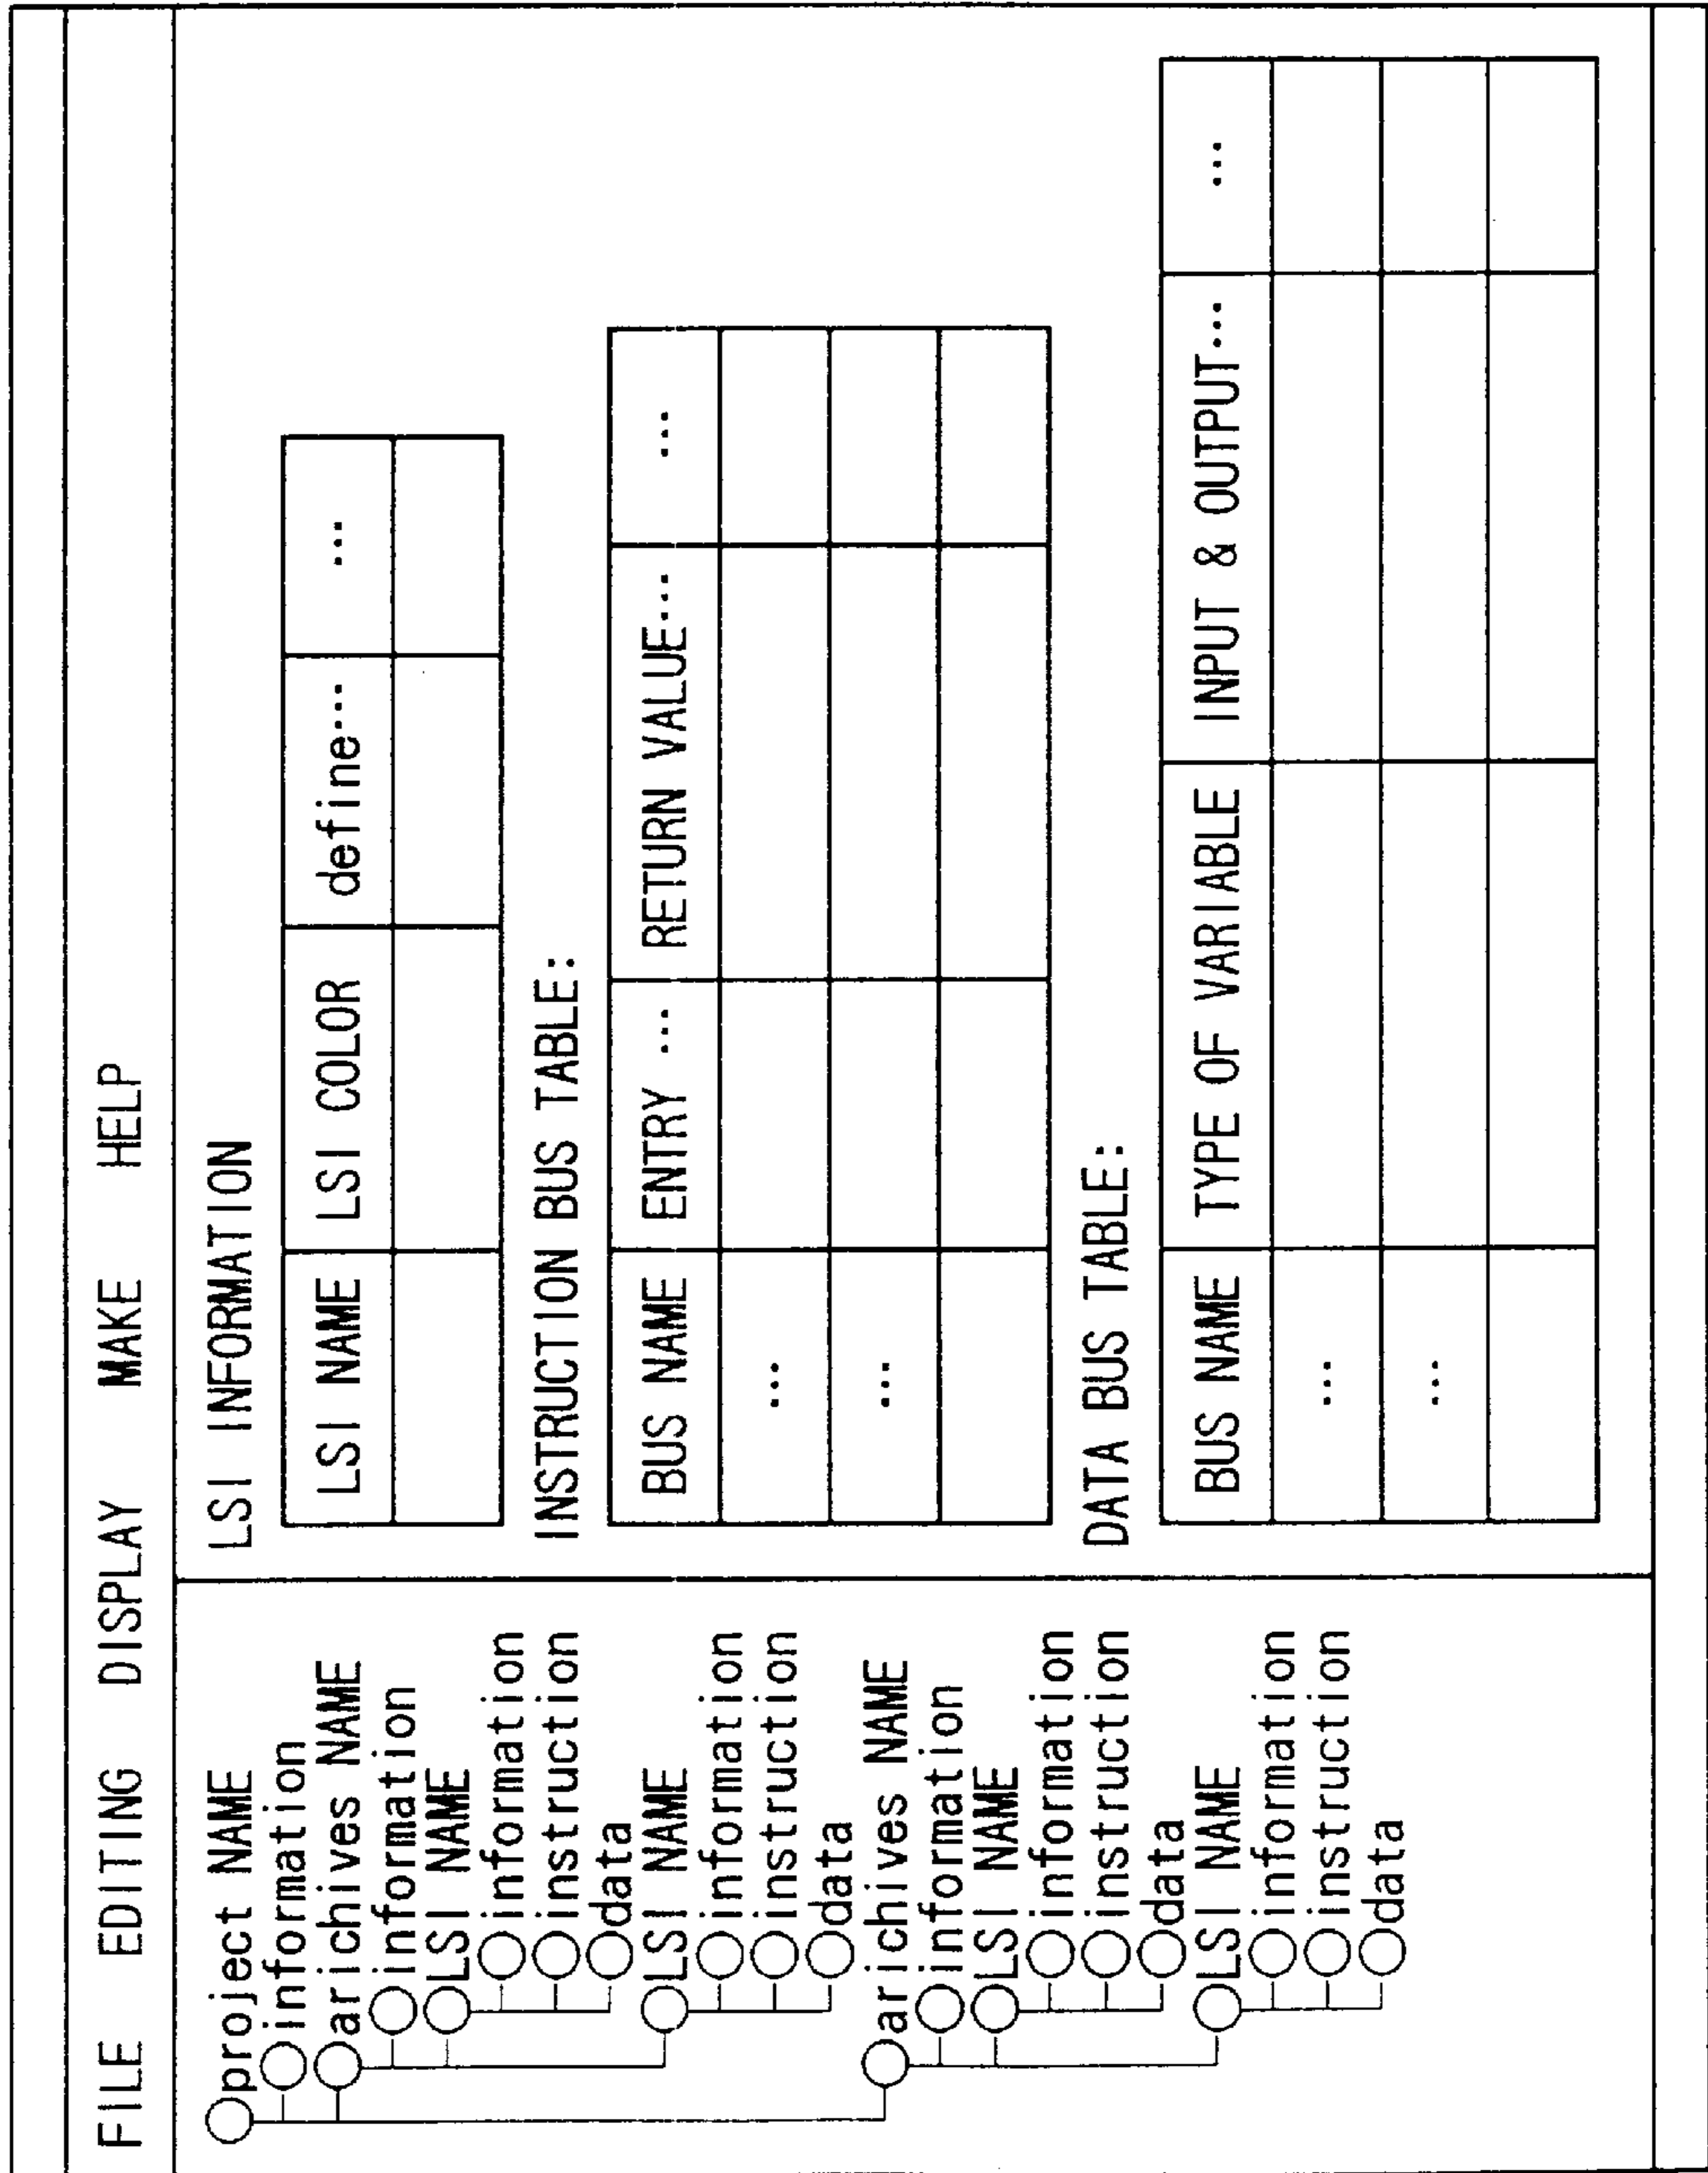 FILE EDITING DISPLAY MAKE HELP
project NAME
information
arichives NAME
information
LSI NAME
information
instruction
data
LSI NAME
information
instruction
data
arichives NAME
information
LSI NAME
information
instruction
data
LSI NAME
information
instruction
data
LSI INFORMATION
LSI NAME LSI COLOR define... ...
INSTRUCTION BUS TABLE:
BUS NAME ENTRY ... RETURN VALUE... ...
...
...
DATA BUS TABLE:
BUS NAME TYPE OF VARIABLE INPUT & OUTPUT... ...
...
...